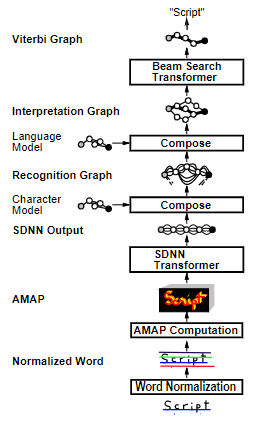 "Script"
Viterbi Graph
Beam Search
Transformer
Interpretation Graph
Language
Model
Compose
Recognition Graph
Character
Model
Compose
SDNN Output
SDNN
Transformer
AMAP
Script
AMAP Computation
Normalized Word
Script
Word Normalization
Script